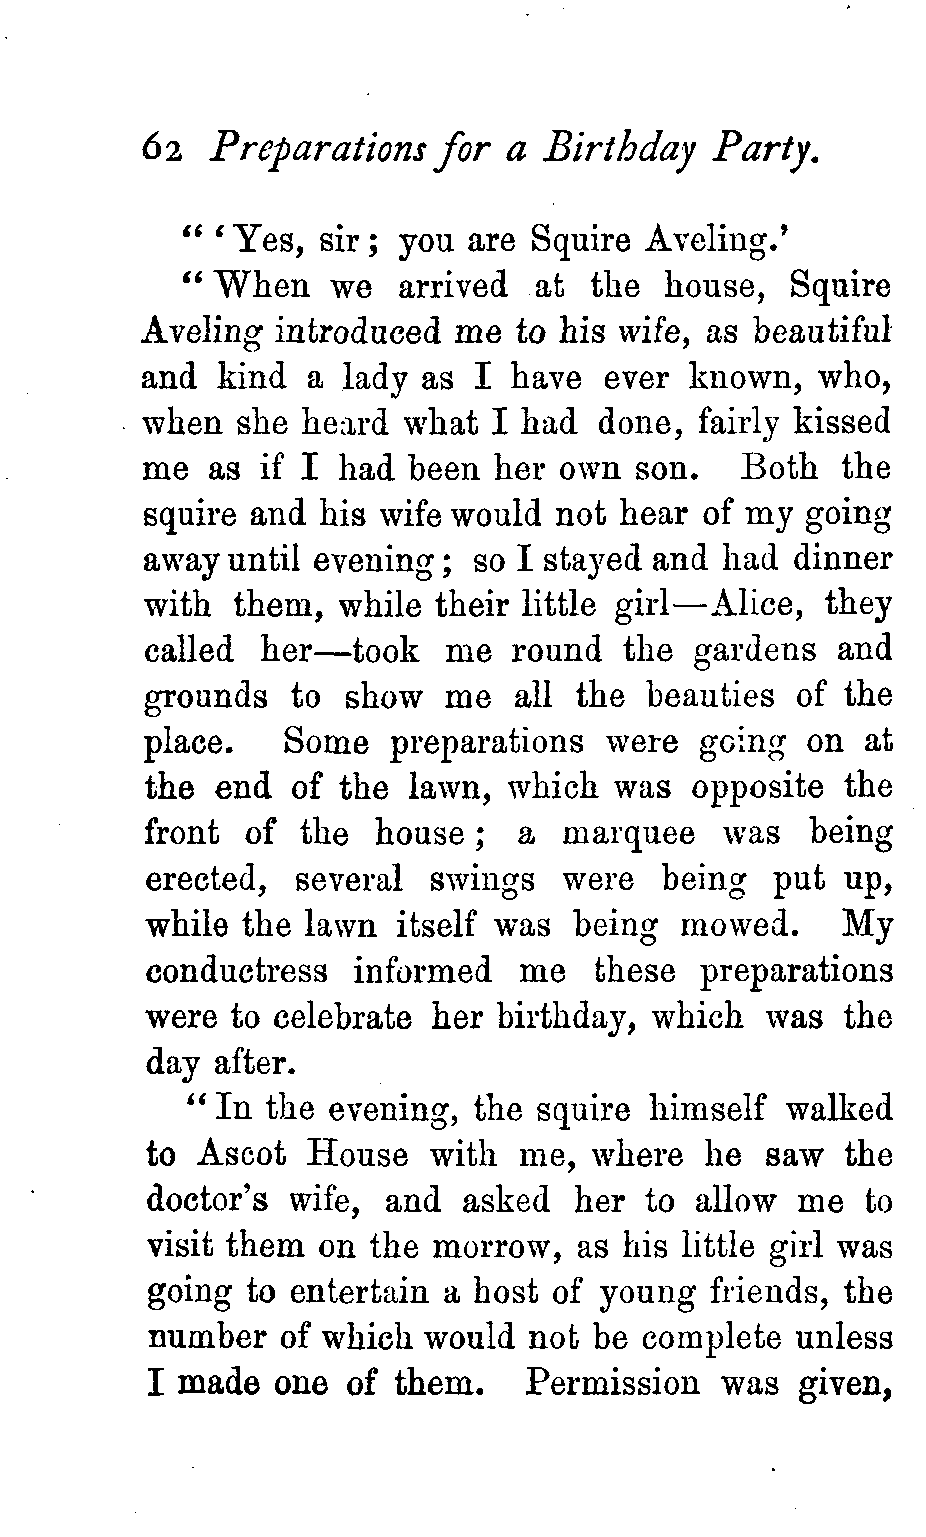 62 Preparations for a Birthday Party.
“ ‘ Yes, sir ; you are Squire Aveling.’
“ When we arrived at the house, Squire
Aveling introduced me to his wife, as beautiful
and kind a lady as I have ever known, who,
when she heard what I had done, fairly kissed
me as if I had been her own son. Both the
squire and his wife would not hear of my going
away until evening ; so I stayed and had dinner
with them, while their little girl—Alice, they
called her—took me round the gardens and
grounds to show me all the beauties of the
place. Some preparations were going on at
the end of the lawn, which was opposite the
front of the house ; a marquee was being
erected, several swings were being put up,
while the lawn itself was being mowed. My
conductress informed me these preparations
were to celebrate her birthday, which was the
day after.
“ In the evening, the squire himself walked
to Ascot House with me, where he saw the
doctor’s wife, and asked her to allow me to
visit them on the morrow, as his little girl was
going to entertain a host of young friends, the
number of which would not be complete unless
I made one of them. Permission was given,